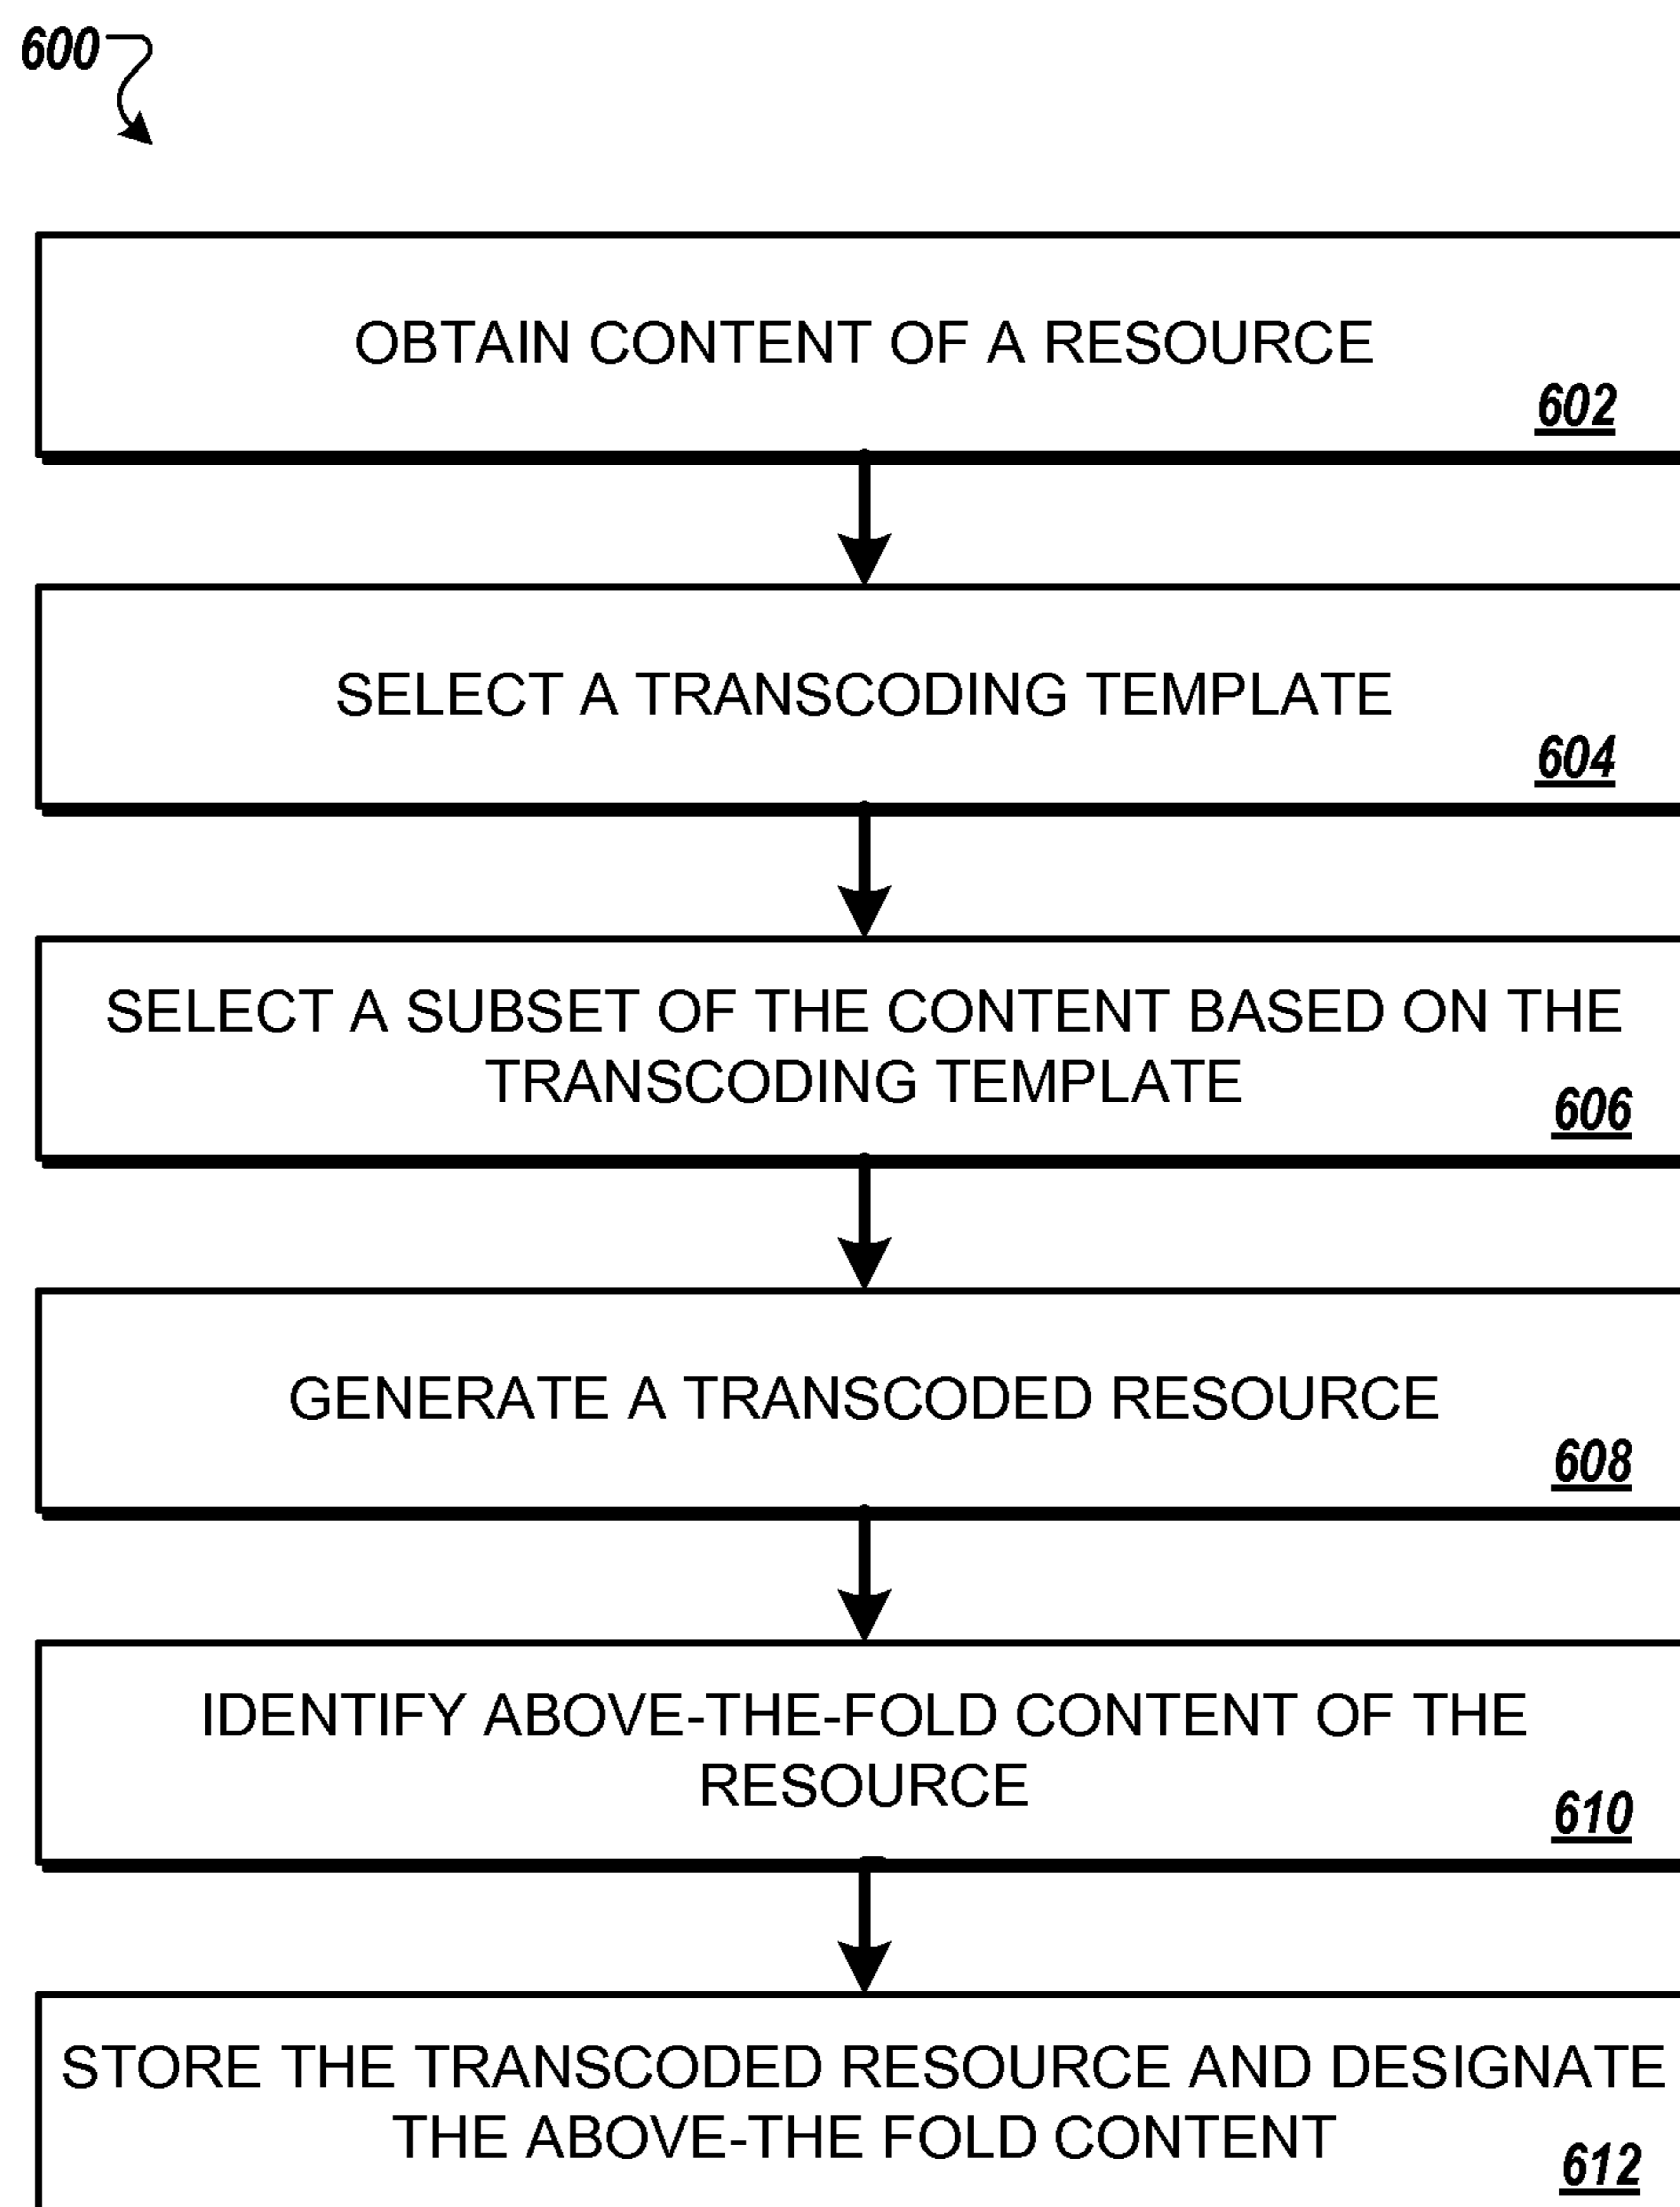 600
OBTAIN CONTENT OF A RESOURCE
602
SELECT A TRANSCODING TEMPLATE
604
SELECT A SUBSET OF THE CONTENT BASED ON THE
TRANSCODING TEMPLATE
606
GENERATE A TRANSCODED RESOURCE
608
IDENTIFY ABOVE-THE-FOLD CONTENT OF THE
RESOURCE
610
STORE THE TRANSCODED RESOURCE AND DESIGNATE
THE ABOVE-THE FOLD CONTENT
612